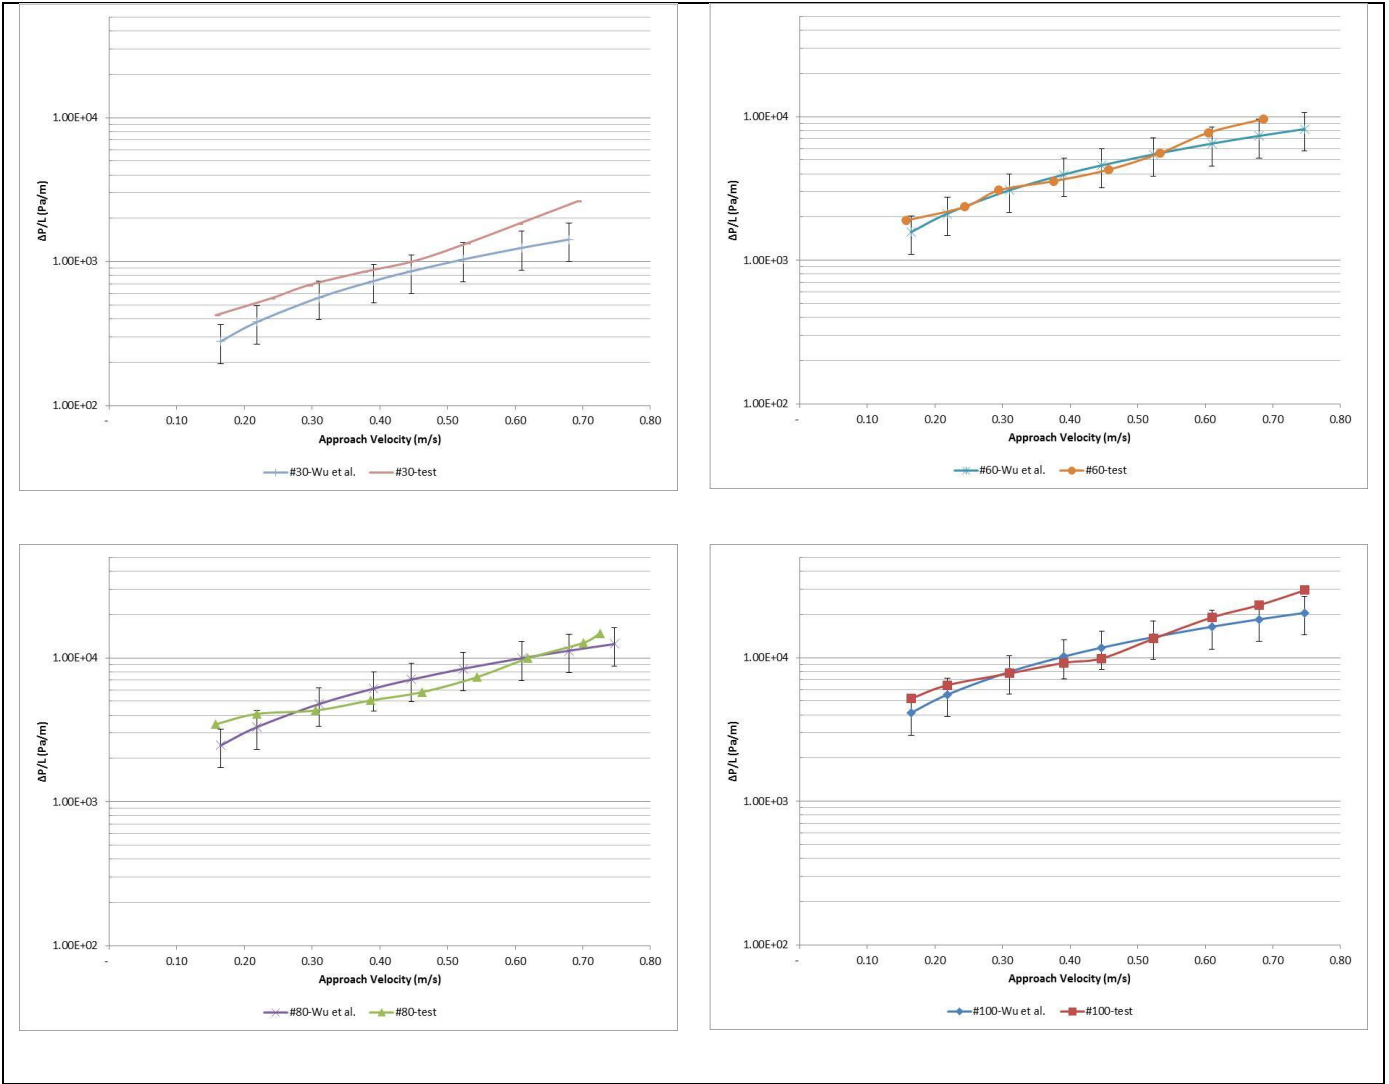 1.00E+04
1.00E+03
1.00E+02
ΔP/L (Pa/m)
- 0.10 0.20 0.30 0.40 0.50 0.60 0.70 0.80
Approach Velocity (m/s)
#30-Wu et al. #30-test
1.00E+04
1.00E+03
1.00E+02
ΔP/L (Pa/m)
- 0.10 0.20 0.30 0.40 0.50 0.60 0.70 0.80
Approach Velocity (m/s)
#60-Wu et al. #60-test
1.00E+04
1.00E+03
1.00E+02
ΔP/L (Pa/m)
- 0.10 0.20 0.30 0.40 0.50 0.60 0.70 0.80
Approach Velocity (m/s)
#80-Wu et al. #80-test
1.00E+04
1.00E+03
1.00E+02
ΔP/L (Pa/m)
- 0.10 0.20 0.30 0.40 0.50 0.60 0.70 0.80
Approach Velocity (m/s)
#100-Wu et al. #100-test